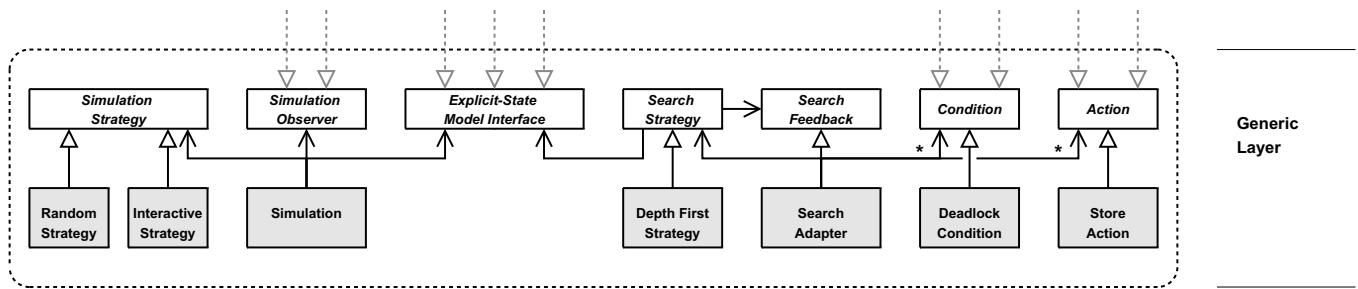 Simulation
Strategy
Simulation
Observer
Explicit-State
Model Interface
Search
Strategy
Search
Feedback
Condition
Action
Generic
Layer
*
*
Random
Strategy
Interactive
Strategy
Simulation
Depth First
Strategy
Search
Adapter
Deadlock
Condition
Store
Action